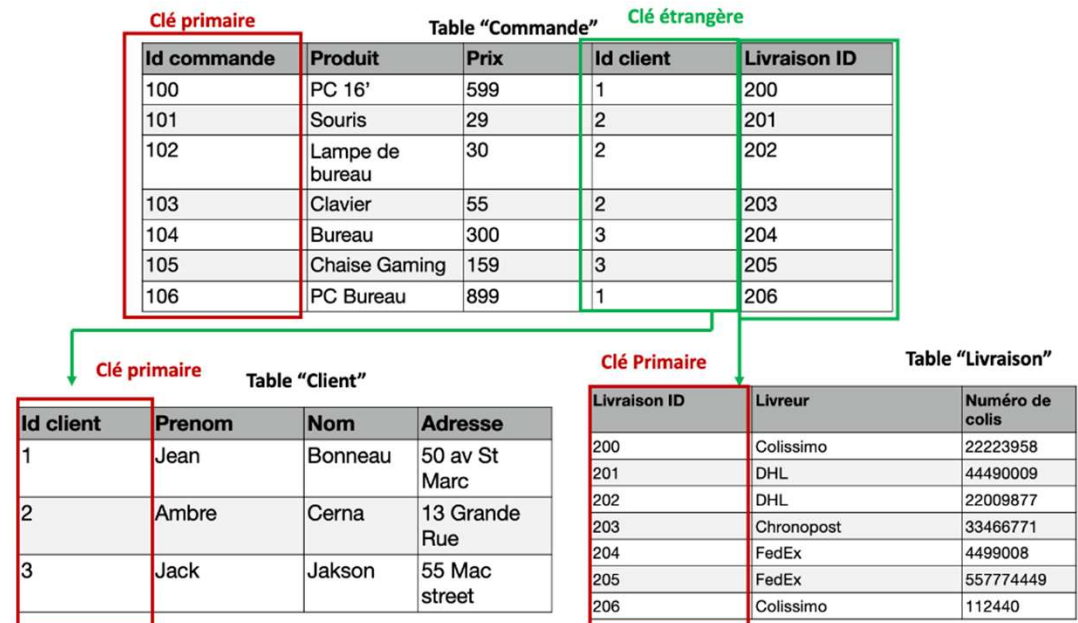 Clé primaire
Table “Commande”
Clé étrangère
Id commande Produit Prix Id client Livraison ID
100 PC 16’ 599 1 200
101 Souris 29 2 201
102 Lampe de 30 2 202
bureau
103 Clavier 55 2 203
104 Bureau 300 3 204
105 Chaise Gaming 159 3 205
106 PC Bureau 899 1 206
Clé primaire
Table “Client”
Id client Prenom Nom Adresse
1 Jean Bonneau 50 av St
Marc
2 Ambre Cerna 13 Grande
Rue
3 Jack Jakson 55 Mac
street
Clé Primaire
Table “Livraison”
Livraison ID Livreur Numéro de
colis
200 Colissimo 22223958
201 DHL 44490009
202 DHL 22009877
203 Chronopost 33466771
204 FedEx 4499008
205 FedEx 557774449
206 Colissimo 112440